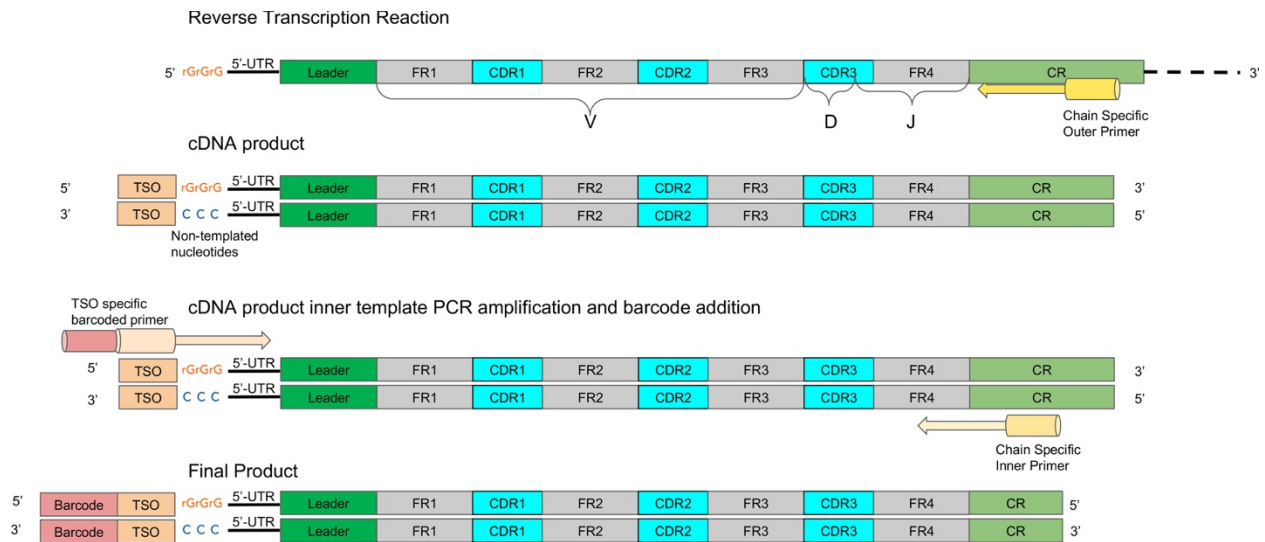 Reverse Transcription Reaction
5' rGrGrG 5'-UTR Leader FR1 CDR1 FR2 CDR2 FR3 CDR3 FR4 CR 3'
V D J
Chain Specific
Outer Primer
cDNA product
5' TSO rGrGrG 5'-UTR Leader FR1 CDR1 FR2 CDR2 FR3 CDR3 FR4 CR 3'
3' TSO C C C 5'-UTR Leader FR1 CDR1 FR2 CDR2 FR3 CDR3 FR4 CR 5'
Non-templated
nucleotides
TSO specific
barcoded primer
cDNA product inner template PCR amplification and barcode addition
5' TSO rGrGrG 5'-UTR Leader FR1 CDR1 FR2 CDR2 FR3 CDR3 FR4 CR 3'
3' TSO C C C 5'-UTR Leader FR1 CDR1 FR2 CDR2 FR3 CDR3 FR4 CR 5'
Chain Specific
Inner Primer
Final Product
5' Barcode TSO rGrGrG 5'-UTR Leader FR1 CDR1 FR2 CDR2 FR3 CDR3 FR4 CR 5'
3' Barcode TSO C C C 5'-UTR Leader FR1 CDR1 FR2 CDR2 FR3 CDR3 FR4 CR 3'